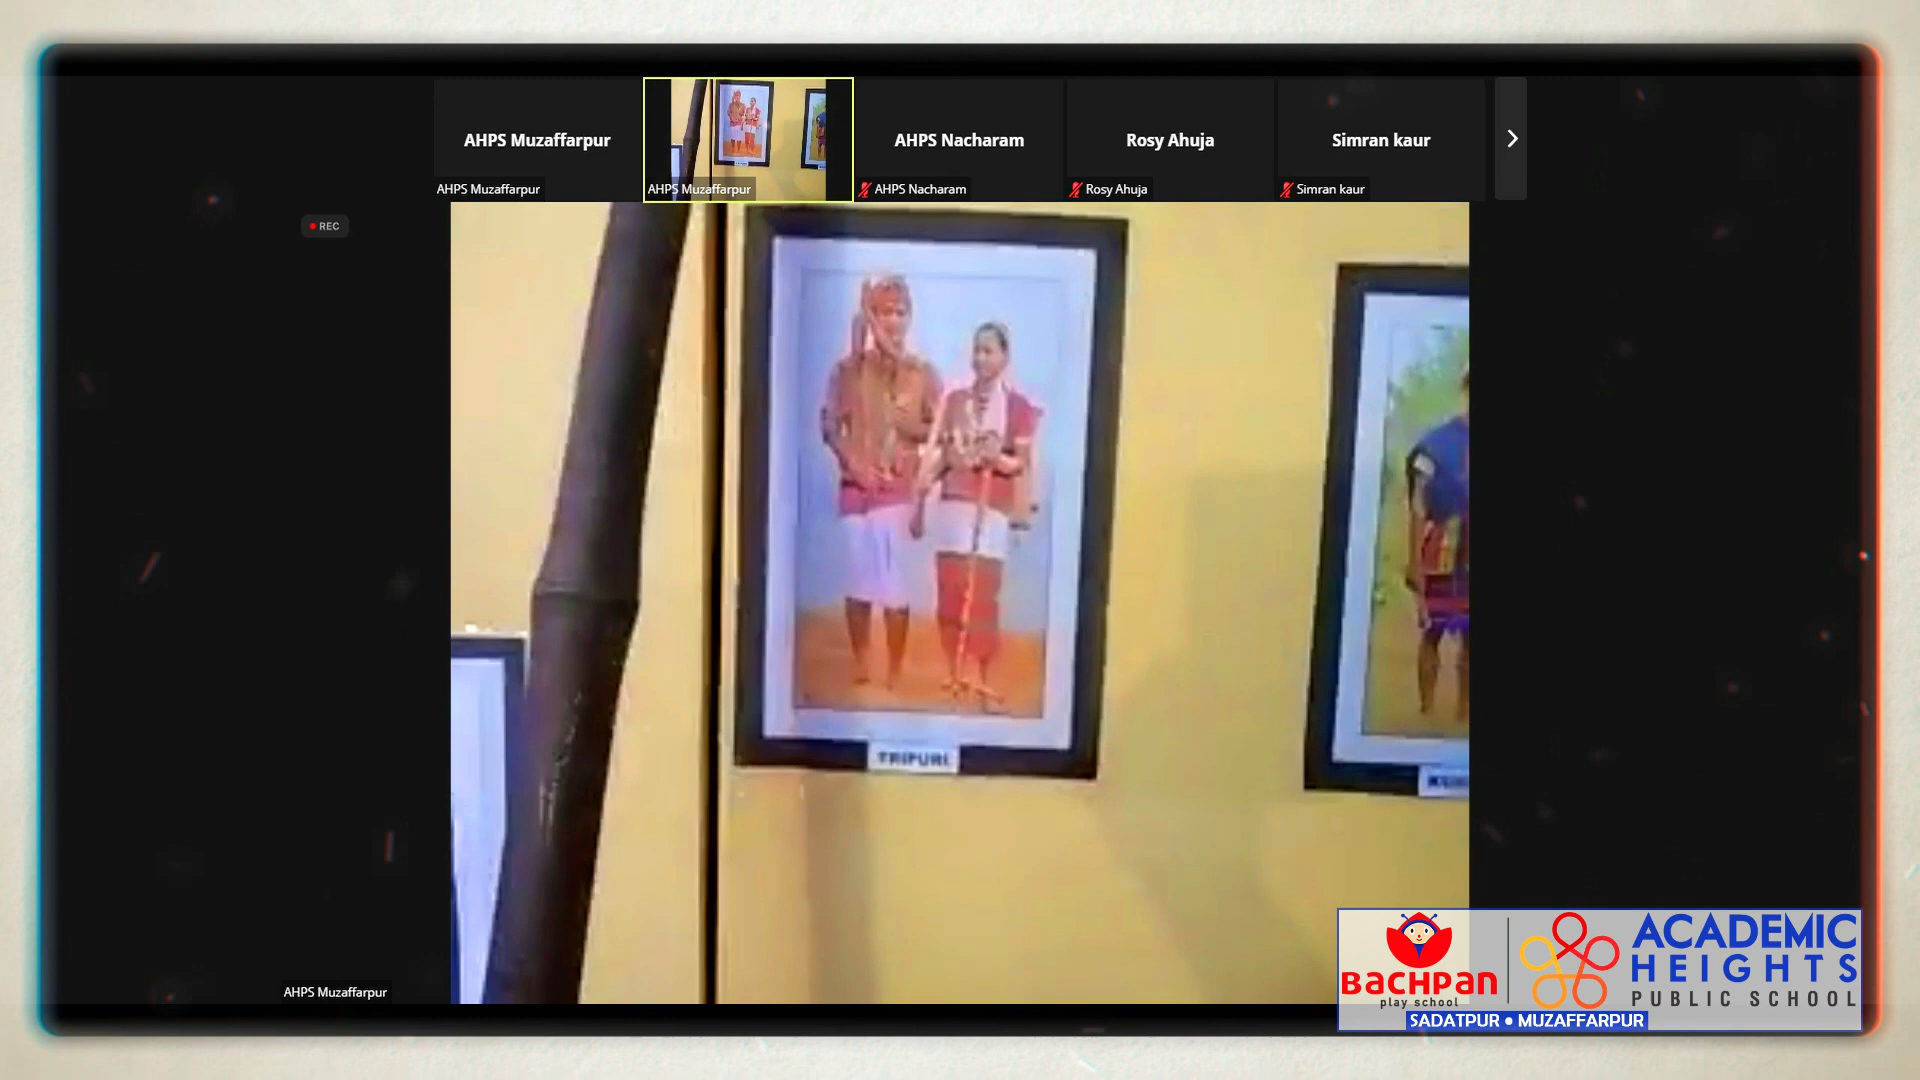 AHPS Muzaffarpur
AHPS Nacharam
Rosy Ahuja
Simran kaur
AHPS Muzaffarpur
AHPS Muzaffarpur
AHPS Nacharam
Rosy Ahuja
Simran kaur
REC
TRIPURI
AHPS Muzaffarpur
BACHPan
play school
ACADEMIC
HEIGHTS
PUBLIC SCHOOL
SADATPUR • MUZAFFARPUR